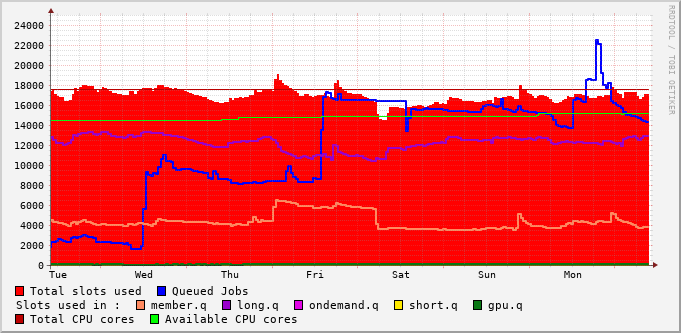 24000
22000
20000
18000
16000
14000
12000
10000
8000
6000
4000
2000
0
Tue Wed Thu Fri Sat Sun Mon
RRDTOOL / TOBI OETIKER
Total slots used Queued Jobs
Slots used in : member.q long.q ondemand.q short.q gpu.q
Total CPU cores Available CPU cores